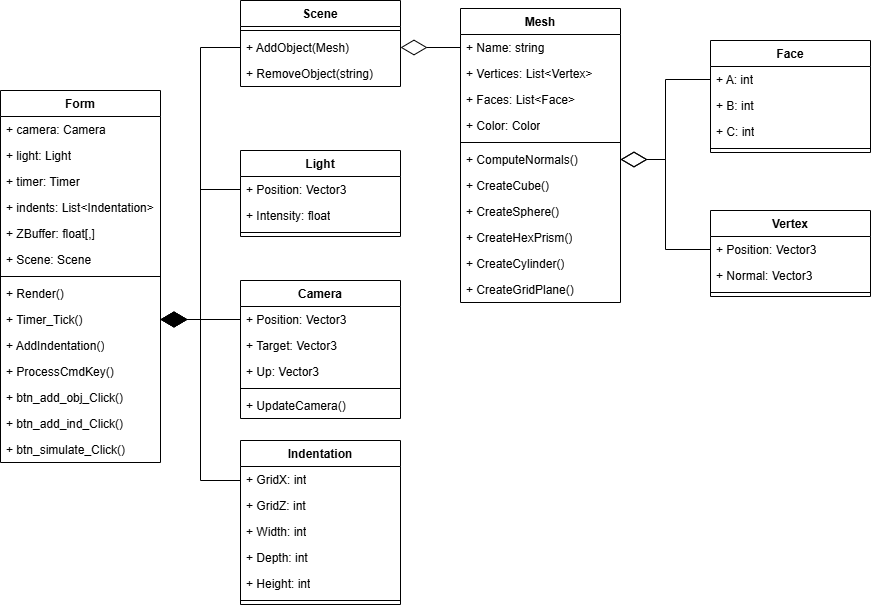 Form
+ camera: Camera
+ light: Light
+ timer: Timer
+ indents: List<Indentation>
+ ZBuffer: float[,]
+ Scene: Scene
+ Render()
+ Timer_Tick()
+ AddIndentation()
+ ProcessCmdKey()
+ btn_add_obj_Click()
+ btn_add_ind_Click()
+ btn_simulate_Click()
Scene
+ AddObject(Mesh)
+ RemoveObject(string)
Light
+ Position: Vector3
+ Intensity: float
Camera
+ Position: Vector3
+ Target: Vector3
+ Up: Vector3
+ UpdateCamera()
Indentation
+ GridX: int
+ GridZ: int
+ Width: int
+ Depth: int
+ Height: int
Mesh
+ Name: string
+ Vertices: List<Vertex>
+ Faces: List<Face>
+ Color: Color
+ ComputeNormals()
+ CreateCube()
+ CreateSphere()
+ CreateHexPrism()
+ CreateCylinder()
+ CreateGridPlane()
Face
+ A: int
+ B: int
+ C: int
Vertex
+ Position: Vector3
+ Normal: Vector3